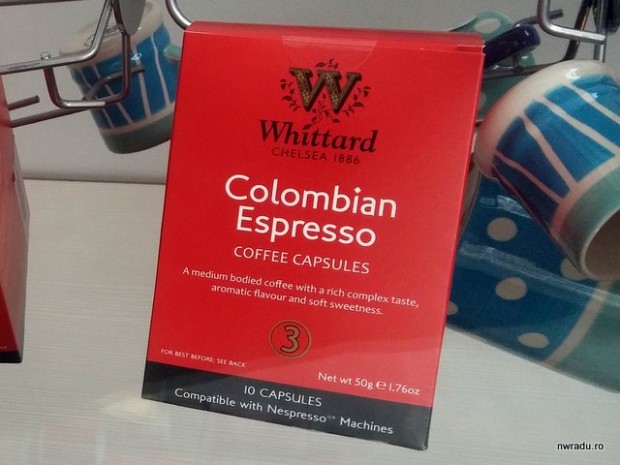 W
Whittard
CHELSEA 1886
Colombian
Espresso
COFFEE CAPSULES
A medium bodied coffee with a rich complex taste,
aromatic flavour and soft sweetness.
3
FOR BEST BEFORE: SEE BACK
Net wt 50g ℮ 1.76oz
10 CAPSULES
Compatible with Nespresso™* Machines
nwradu.ro